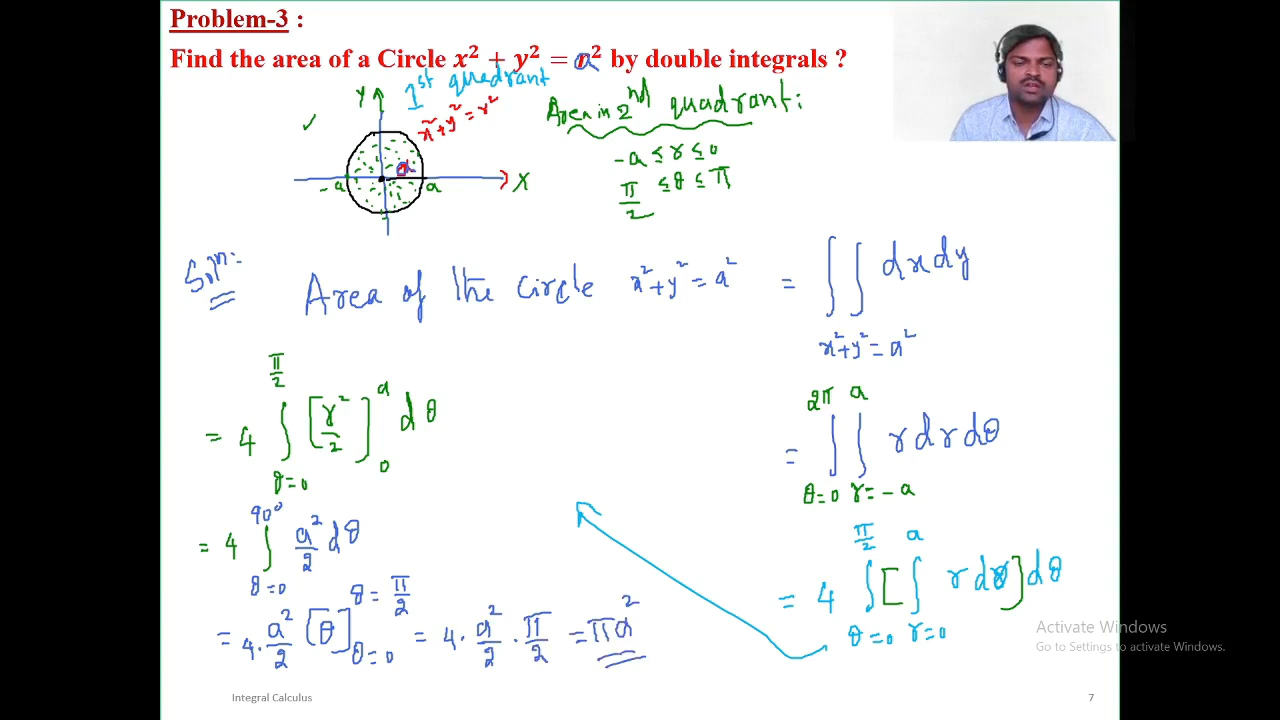 Problem-3 :
Find the area of a Circle x² + y² = a² by double integrals ?
1st quadrant
x² + y² = r²
Y
X
a
-a
a
Area in 2nd quadrant:
-a ≤ r ≤ 0
π/2 ≤ θ ≤ π
Soln:
Area of the circle x² + y² = a² = ∫∫ dx dy
x² + y² = a²
2π a
= ∫ ∫ r dr dθ
θ=0 r=-a
π/2 a
= 4 ∫ [ ∫ r dr ] dθ
θ=0 r=0
π/2
= 4 ∫ [r²/2] a 0 dθ
θ=0
90°
= 4 ∫ a²/2 dθ
θ=0
= 4. a²/2 [θ] θ=π/2 θ=0 = 4. a²/2 . π/2 = πa²
Activate Windows
Go to Settings to activate Windows.
Integral Calculus
7